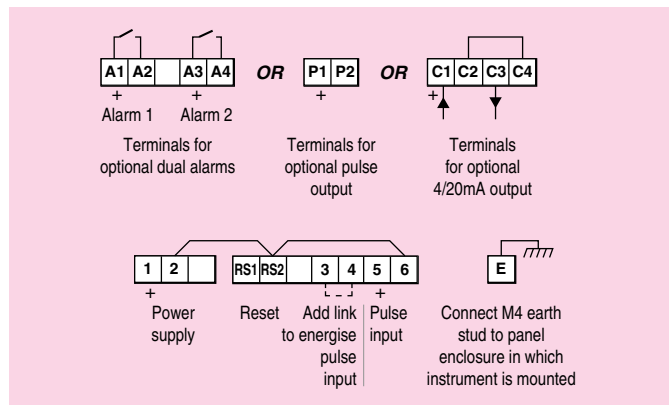 A1 A2 A3 A4 OR P1 P2 OR C1 C2 C3 C4
+ + + +
Alarm 1 Alarm 2
Terminals for
optional dual alarms
Terminals for
optional pulse
output
Terminals
for optional
4/20mA output
1 2 RS1 RS2 3 4 5 6 E
+ +
Power
supply
Reset
Add link
to energise
pulse
input
Pulse
input
Connect M4 earth
stud to panel
enclosure in which
instrument is mounted